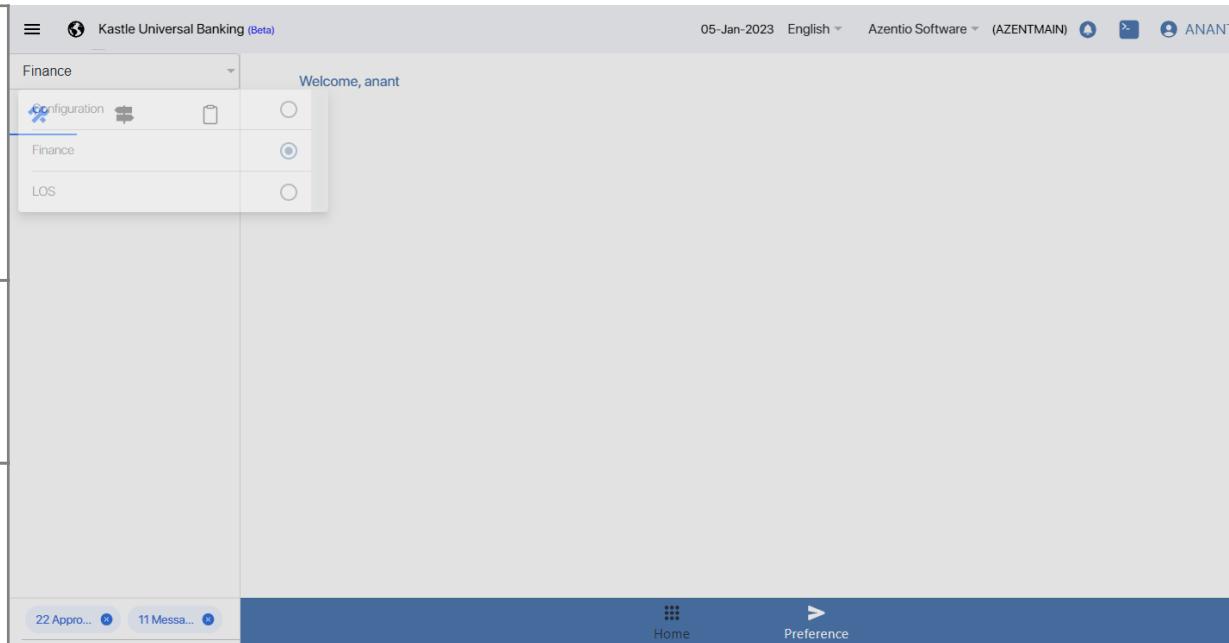 Kastle Universal Banking (Beta) 05-Jan-2023 English Azentio Software (AZENTMAIN) ANANT
Finance
Welcome, anant
Configuration
Finance
LOS
22 Appro... 11 Messa...
Home Preference